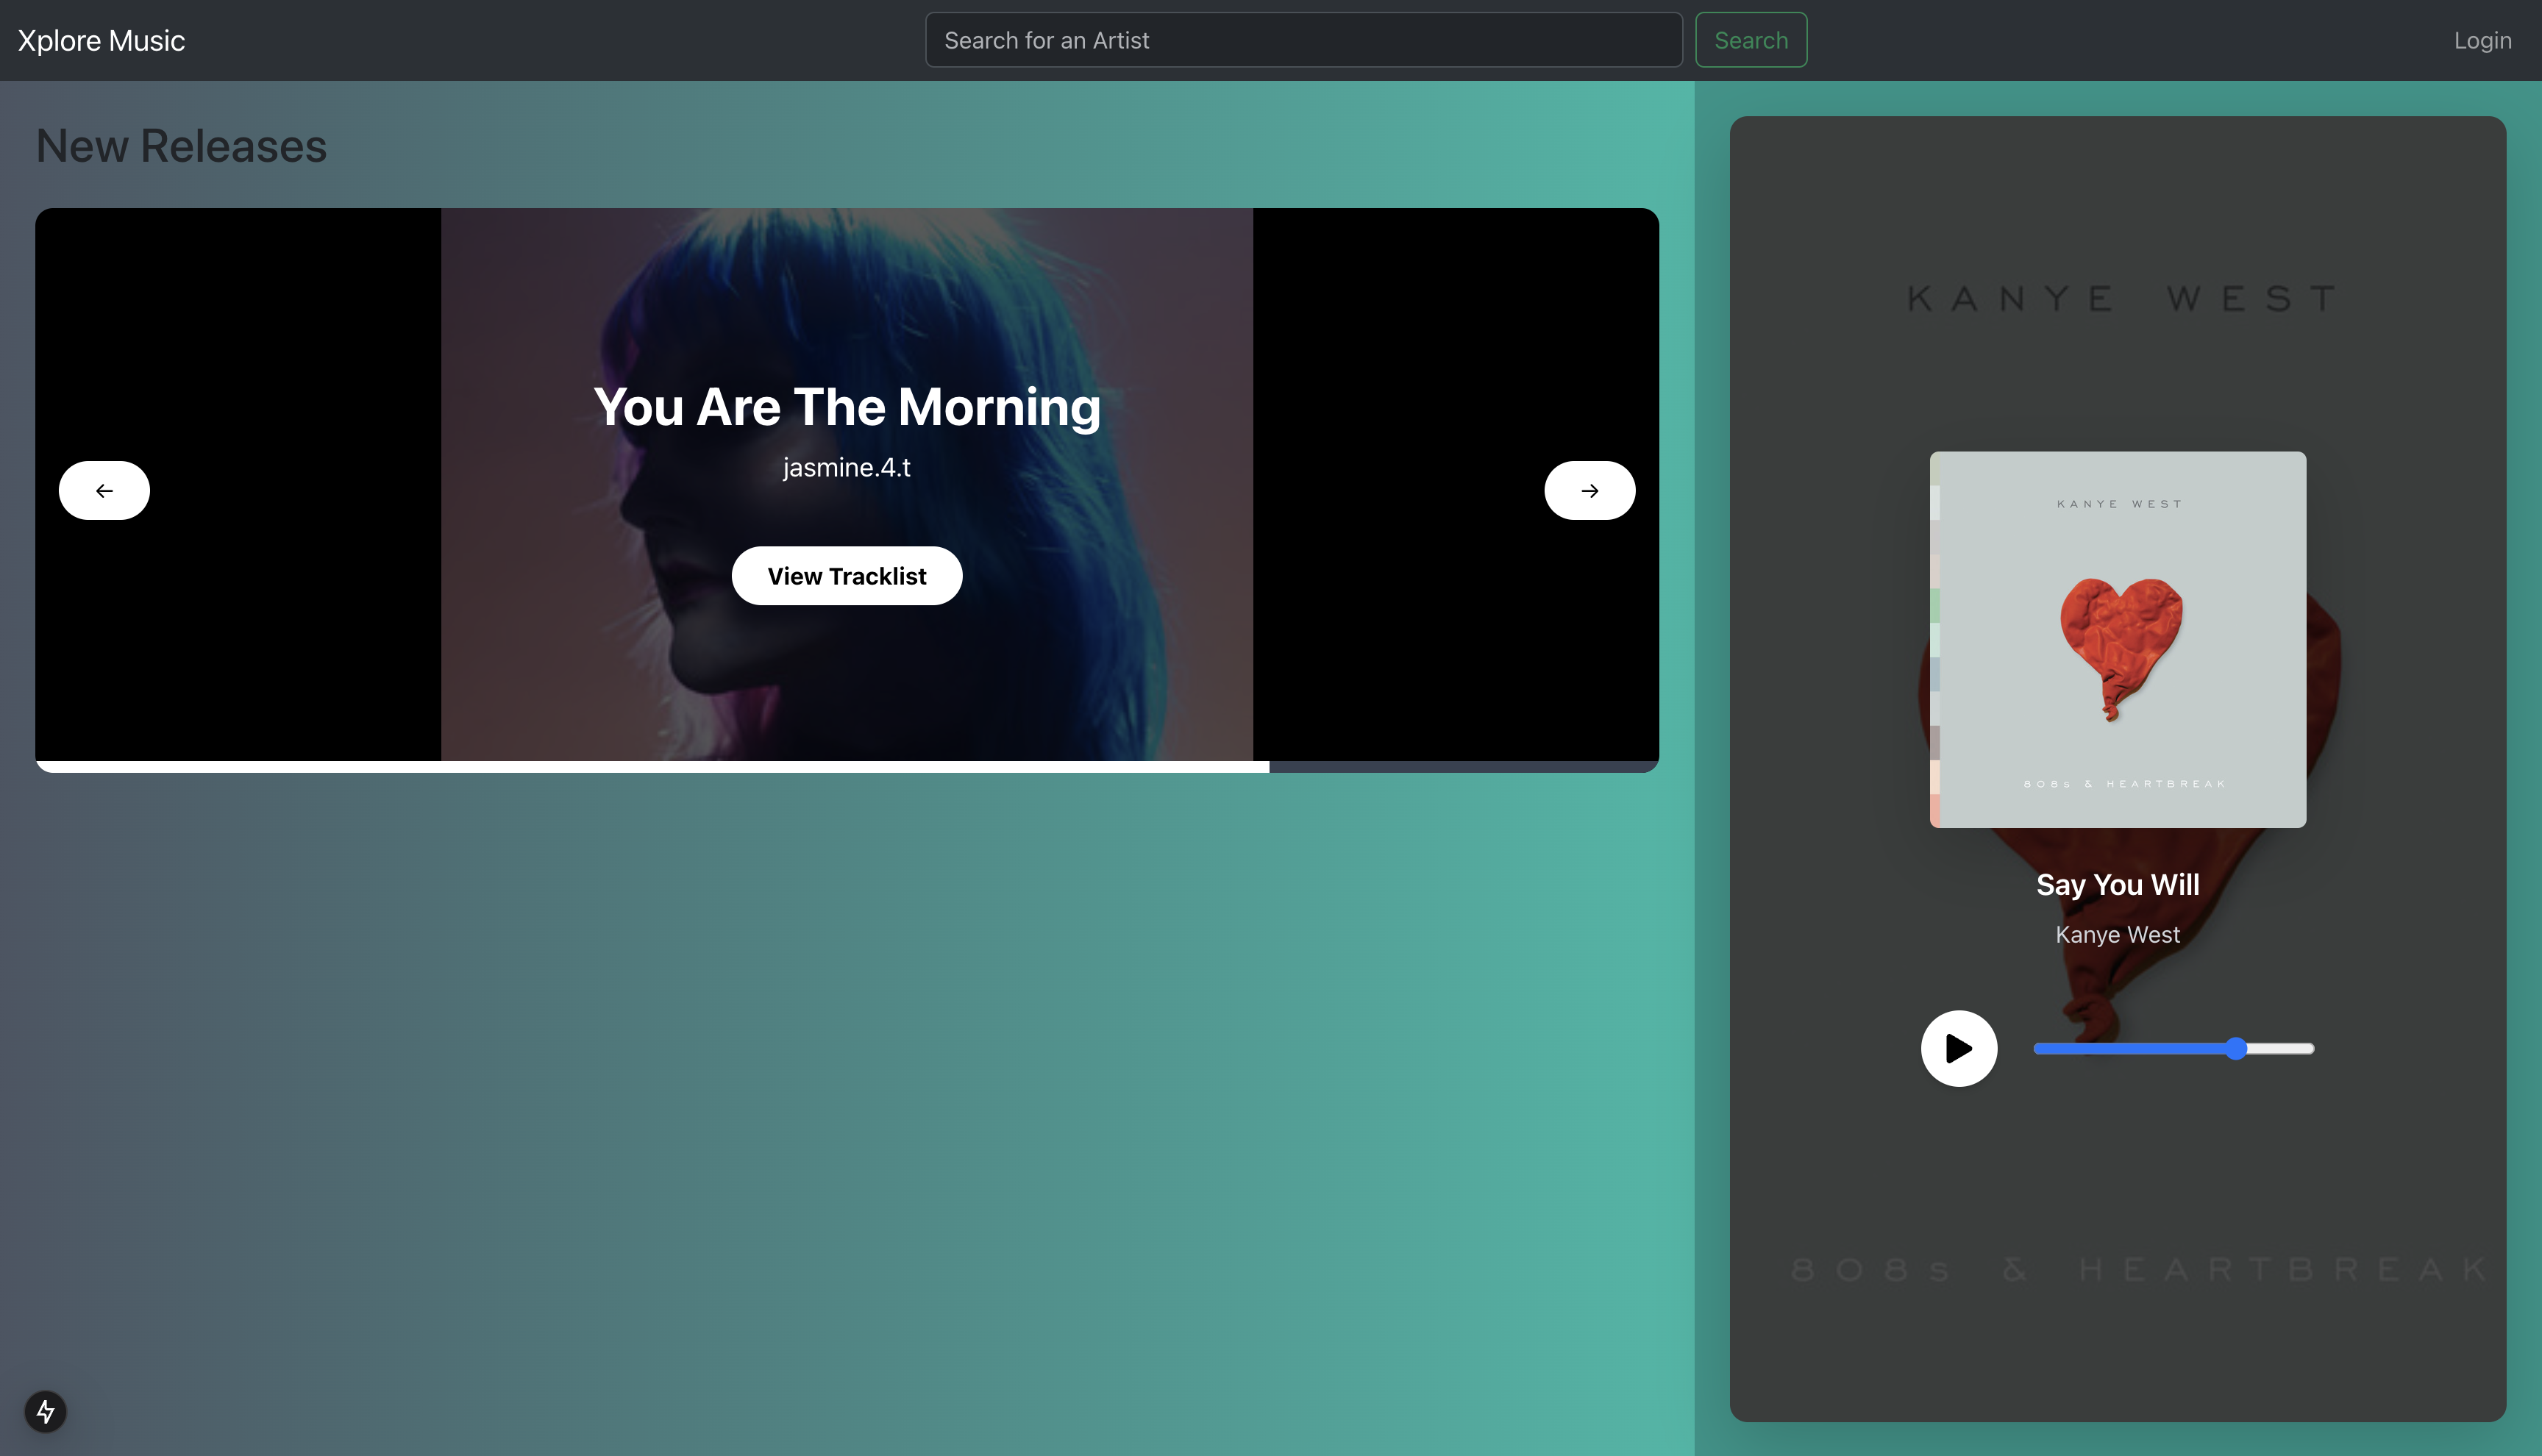 Xplore Music
Search for an Artist
Search
Login
New Releases
You Are The Morning
jasmine.4.t
View Tracklist
KANYE WEST
KANYE WEST
808s & HEARTBREAK
Say You Will
Kanye West
808s & HEARTBREAK